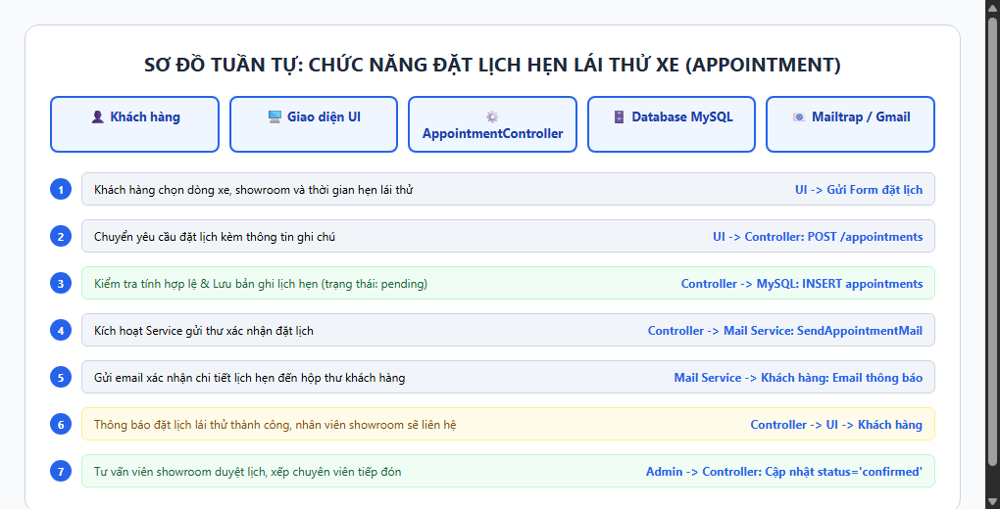 SƠ ĐỒ TUẦN TỰ: CHỨC NĂNG ĐẶT LỊCH HẸN LÁI THỬ XE (APPOINTMENT)
Khách hàng
Giao diện UI
AppointmentController
Database MySQL
Mailtrap / Gmail
1 Khách hàng chọn dòng xe, showroom và thời gian hẹn lái thử UI -> Gửi Form đặt lịch
2 Chuyển yêu cầu đặt lịch kèm thông tin ghi chú UI -> Controller: POST /appointments
3 Kiểm tra tính hợp lệ & Lưu bản ghi lịch hẹn (trạng thái: pending) Controller -> MySQL: INSERT appointments
4 Kích hoạt Service gửi thư xác nhận đặt lịch Controller -> Mail Service: SendAppointmentMail
5 Gửi email xác nhận chi tiết lịch hẹn đến hộp thư khách hàng Mail Service -> Khách hàng: Email thông báo
6 Thông báo đặt lịch lái thử thành công, nhân viên showroom sẽ liên hệ Controller -> UI -> Khách hàng
7 Tư vấn viên showroom duyệt lịch, xếp chuyên viên tiếp đón Admin -> Controller: Cập nhật status='confirmed'